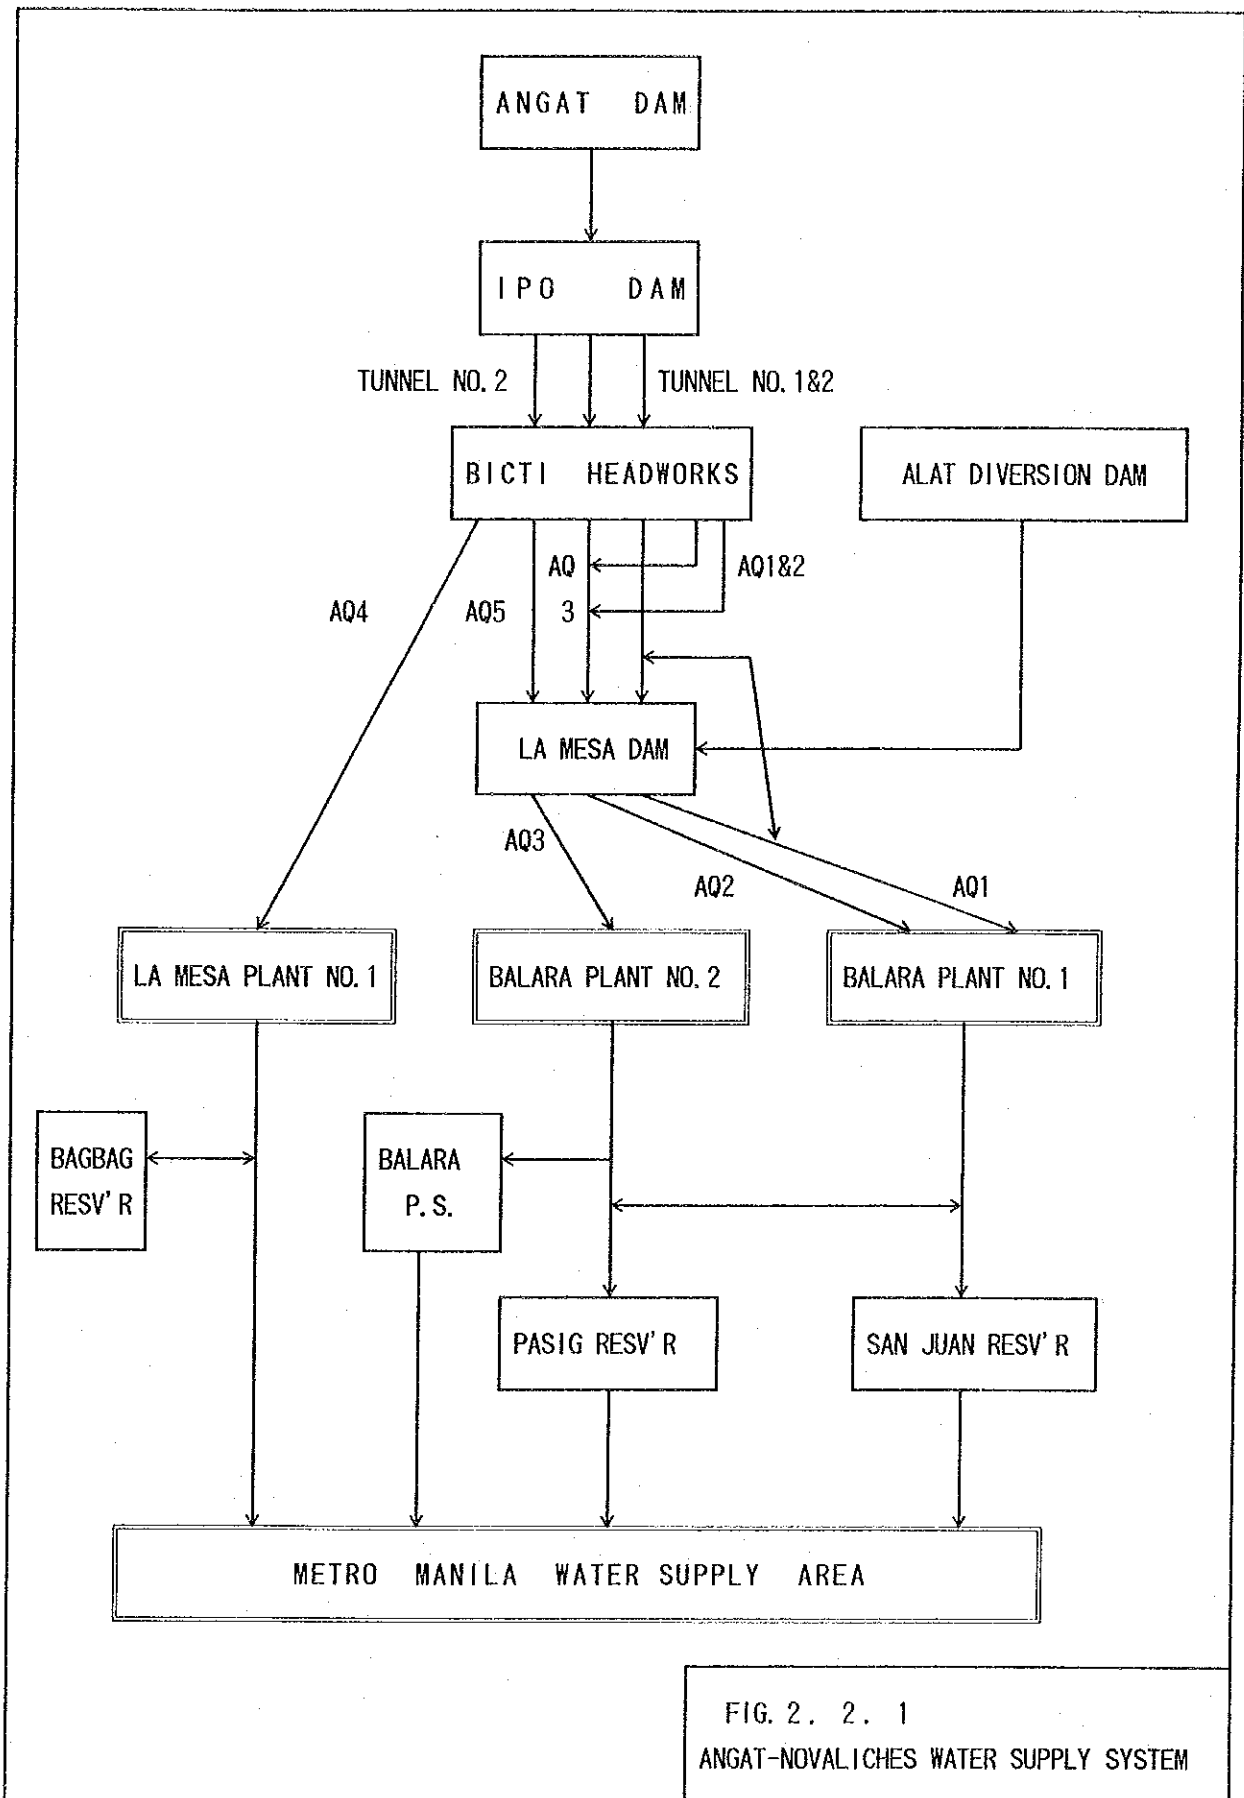 ANGAT DAM
IPO DAM
TUNNEL NO. 2
TUNNEL NO. 1&2
BICTI HEADWORKS
ALAT DIVERSION DAM
AQ4
AQ5
AQ
3
AQ1&2
LA MESA DAM
AQ3
AQ2
AQ1
LA MESA PLANT NO. 1
BALARA PLANT NO. 2
BALARA PLANT NO. 1
BAGBAG
RESV'R
BALARA
P. S.
PASIG RESV'R
SAN JUAN RESV'R
METRO MANILA WATER SUPPLY AREA
FIG. 2. 2. 1
ANGAT-NOVALICHES WATER SUPPLY SYSTEM